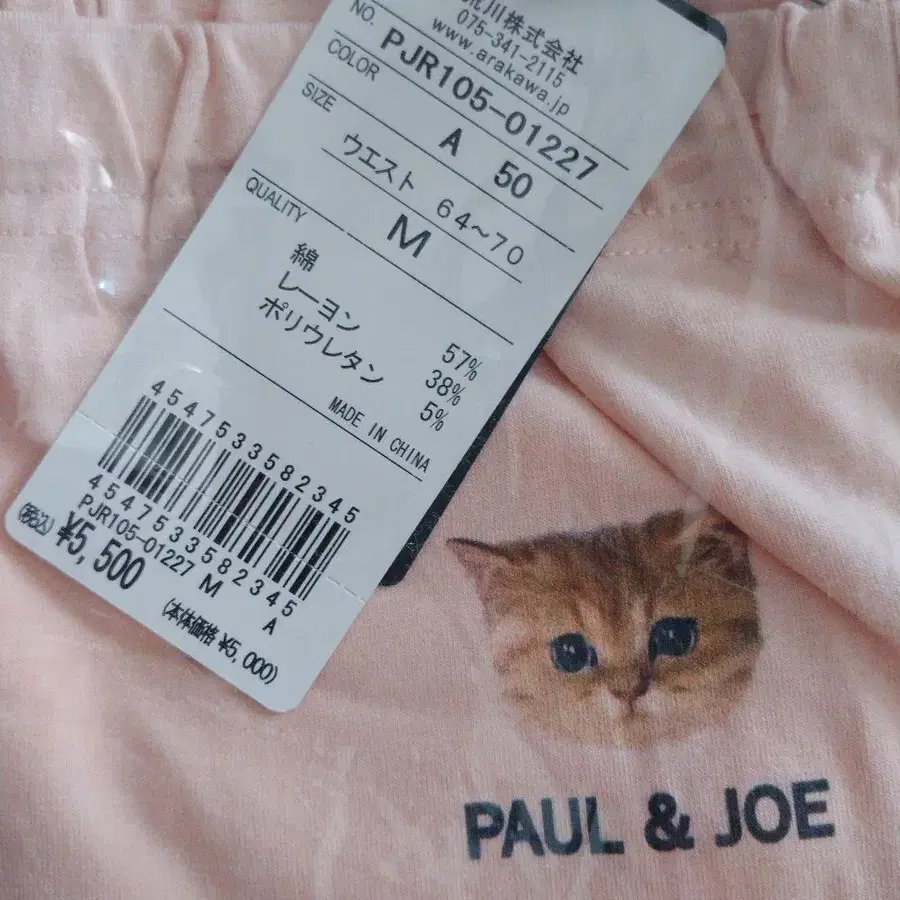 川株式会社
075-341-2115
www.arakawa.jp
NO. PJR105-01227
COLOR A 50
SIZE ウエスト 64~70
M
QUALITY
綿 57%
レーヨン 38%
ポリウレタン 5%
MADE IN CHINA
4547533582345
4547533582345
PJR105-01227 M A
(税込) ¥5,500
(本体価格 ¥5,000)
PAUL & JOE